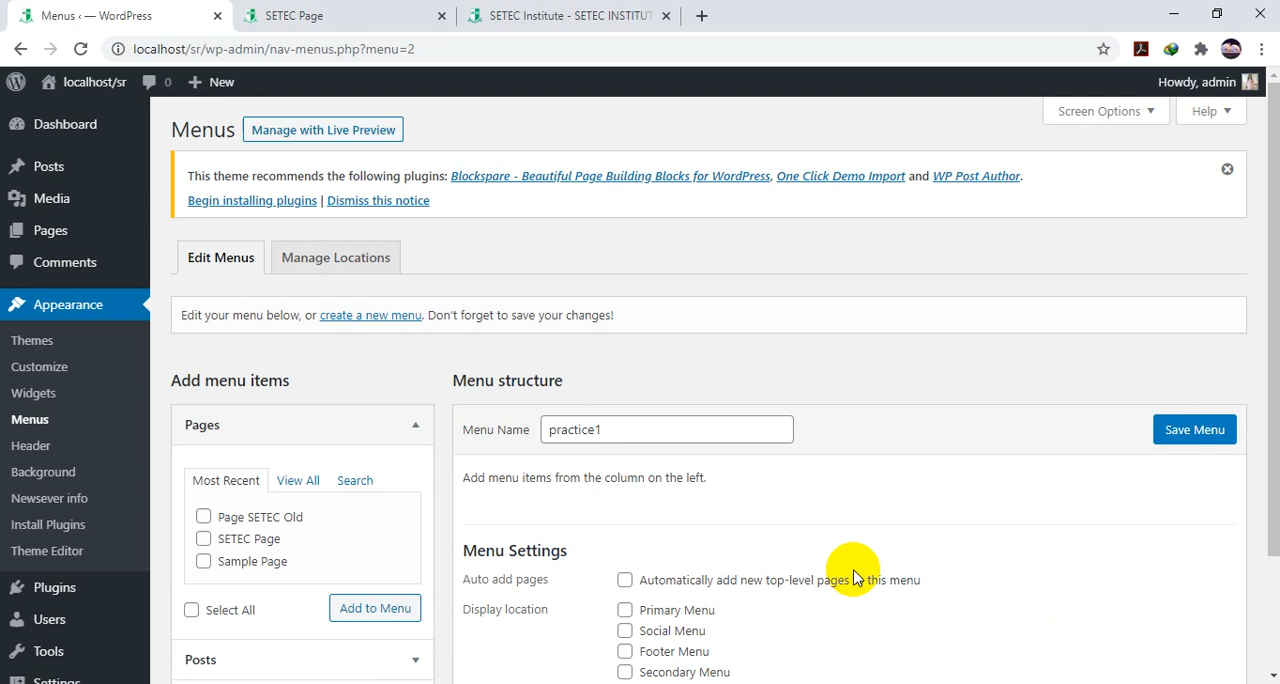 Menus ‹ — WordPress
SETEC Page
SETEC Institute - SETEC INSTITUT
localhost/sr/wp-admin/nav-menus.php?menu=2
localhost/sr 0 New
Howdy, admin
Screen Options Help
Dashboard
Posts
Media
Pages
Comments
Appearance
Themes
Customize
Widgets
Menus
Header
Background
Newsever info
Install Plugins
Theme Editor
Plugins
Users
Tools
Settings
Menus Manage with Live Preview
This theme recommends the following plugins: Blockspare - Beautiful Page Building Blocks for WordPress, One Click Demo Import and WP Post Author.
Begin installing plugins | Dismiss this notice
Edit Menus Manage Locations
Edit your menu below, or create a new menu. Don't forget to save your changes!
Add menu items
Pages
Most Recent View All Search
Page SETEC Old
SETEC Page
Sample Page
Select All Add to Menu
Posts
Menu structure
Menu Name practice1 Save Menu
Add menu items from the column on the left.
Menu Settings
Auto add pages Automatically add new top-level pages this menu
Display location Primary Menu
Social Menu
Footer Menu
Secondary Menu